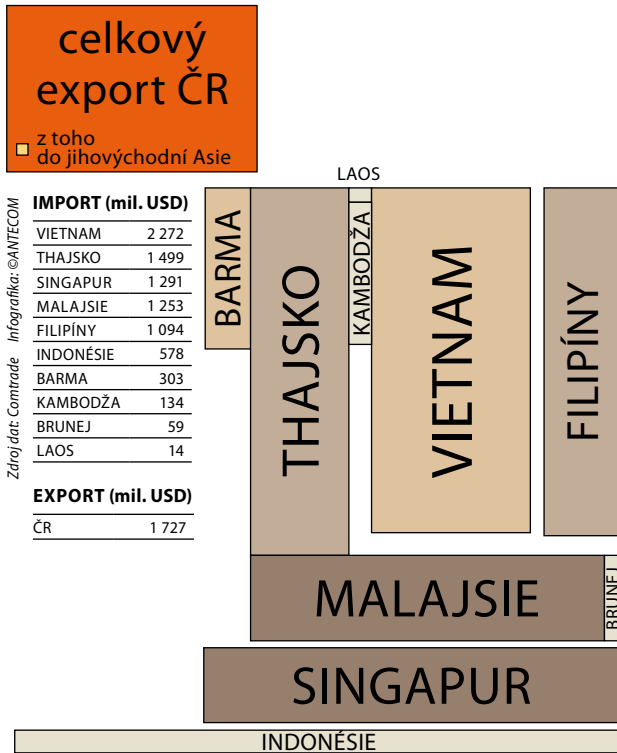 celkový
export ČR
z toho
do jihovýchodní Asie
Zdroj dat: Comtrade Infografika: ©ANTECOM
IMPORT (mil. USD)
VIETNAM 2 272
THAJSKO 1 499
SINGAPUR 1 291
MALAJSIE 1 253
FILIPÍNY 1 094
INDONÉSIE 578
BARMA 303
KAMBODŽA 134
BRUNEJ 59
LAOS 14
EXPORT (mil. USD)
ČR 1 727
LAOS
BARMA
THAJSKO
KAMBODŽA
VIETNAM
FILIPÍNY
MALAJSIE
BRUNEJ
SINGAPUR
INDONÉSIE